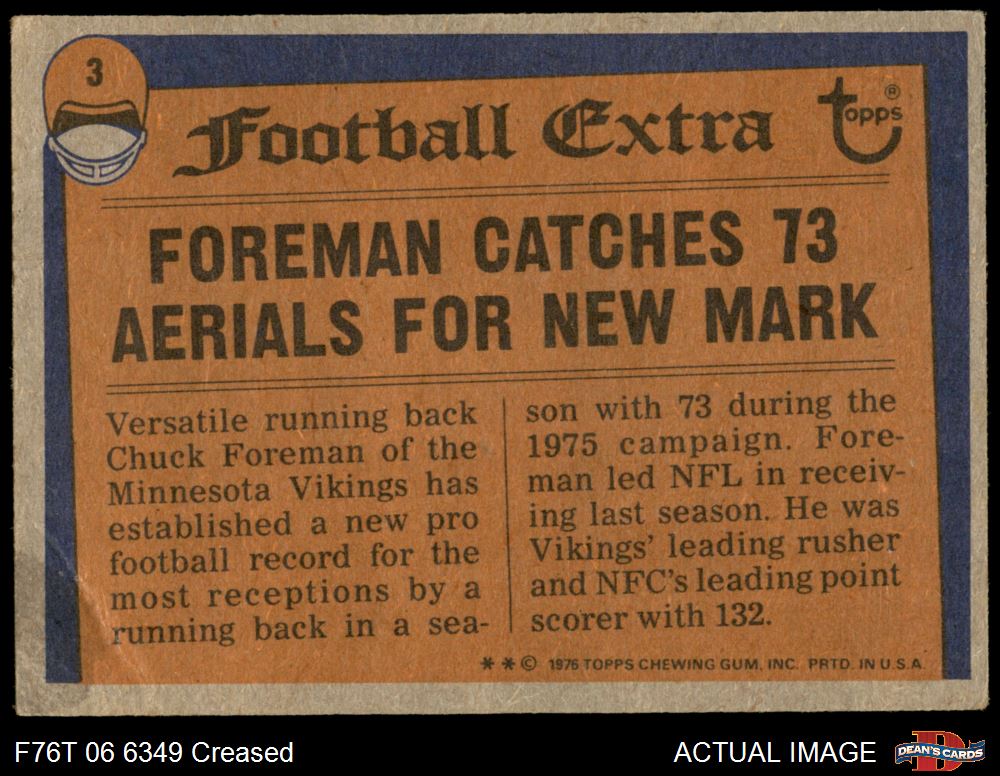 3
Football Extra
topps ®
FOREMAN CATCHES 73
AERIALS FOR NEW MARK
Versatile running back
Chuck Foreman of the
Minnesota Vikings has
established a new pro
football record for the
most receptions by a
running back in a sea-
son with 73 during the
1975 campaign. Fore-
man led NFL in receiv-
ing last season. He was
Vikings' leading rusher
and NFC's leading point
scorer with 132.
* * © 1976 TOPPS CHEWING GUM, INC. PRTD. IN U.S.A.
F76T 06 6349 Creased
ACTUAL IMAGE
D
DEAN'S CARDS